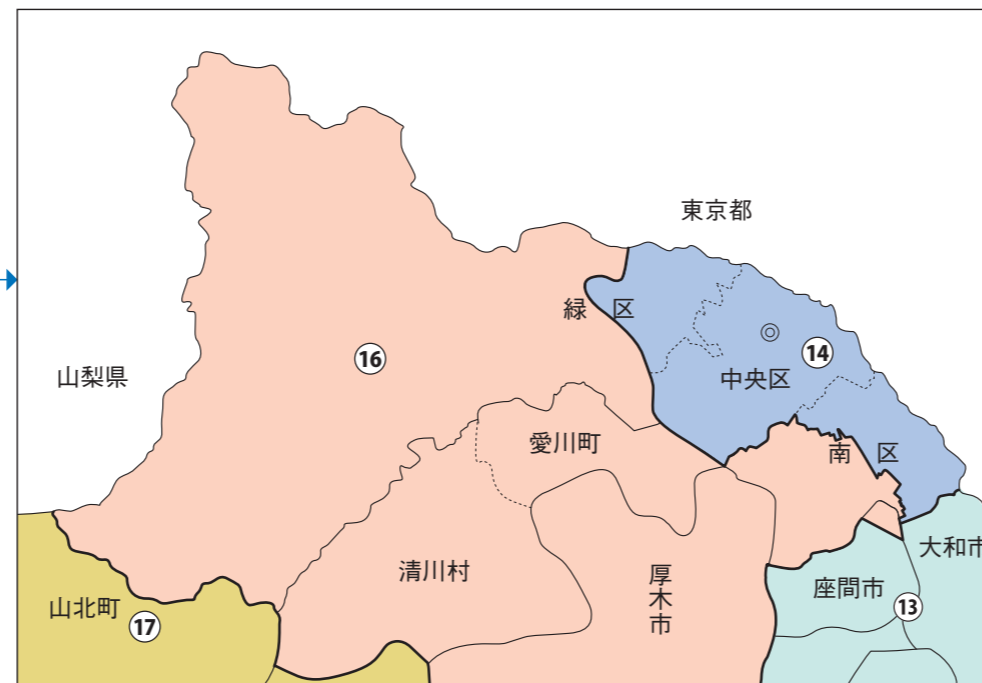 東京都
緑区
⑯
⑭
山梨県
中央区
愛川町
南区
大和市
清川村
厚木市
座間市
山北町
⑬
⑰